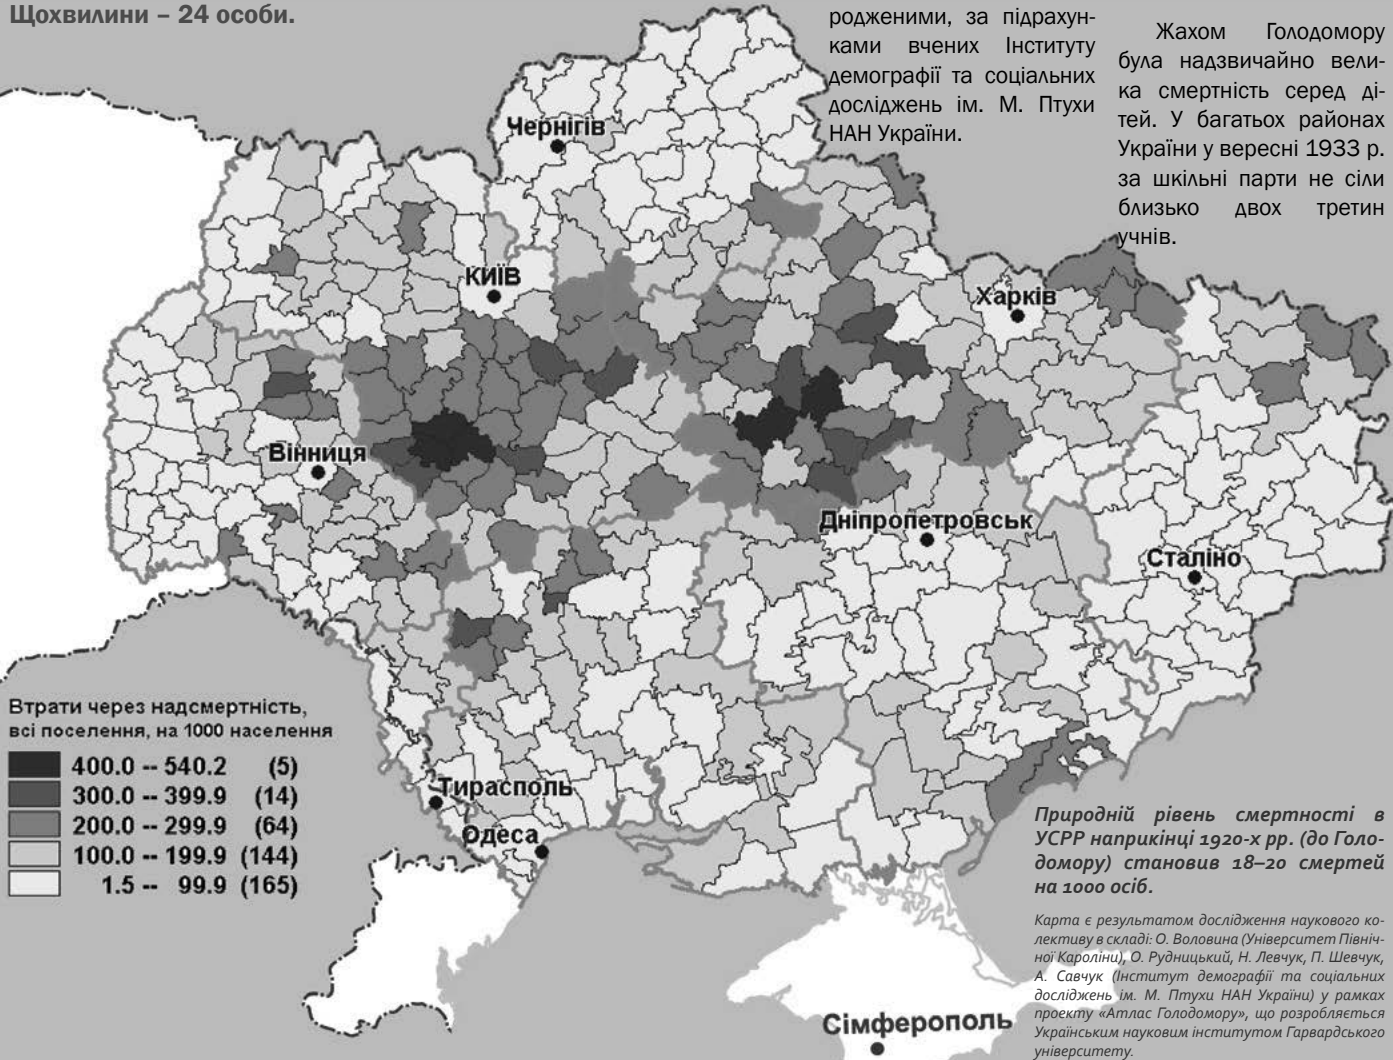 Щохвилини – 24 особи.
родженими, за підрахун-
ками вчених Інституту
демографії та соціальних
досліджень ім. М. Птухи
НАН України.
Жахом Голодомору
була надзвичайно вели-
ка смертність серед ді-
тей. У багатьох районах
України у вересні 1933 р.
за шкільні парти не сіли
близько двох третин
учнів.
Чернігів
КИЇВ
Харків
Вінниця
Дніпропетровськ
Сталіно
Тирасполь
Одеса
Сімферополь
Втрати через надсмертність,
всі поселення, на 1000 населення
400.0 -- 540.2 (5)
300.0 -- 399.9 (14)
200.0 -- 299.9 (64)
100.0 -- 199.9 (144)
1.5 -- 99.9 (165)
Природній рівень смертності в
УСРР наприкінці 1920-х рр. (до Голо-
домору) становив 18–20 смертей
на 1000 осіб.
Карта є результатом дослідження наукового ко-
лективу в складі: О. Воловина (Університет Північ-
ної Кароліни), О. Рудницький, Н. Левчук, П. Шевчук,
А. Савчук (Інститут демографії та соціальних
досліджень ім. М. Птухи НАН України) у рамках
проекту «Атлас Голодомору», що розробляється
Українським науковим інститутом Гарвардського
університету.